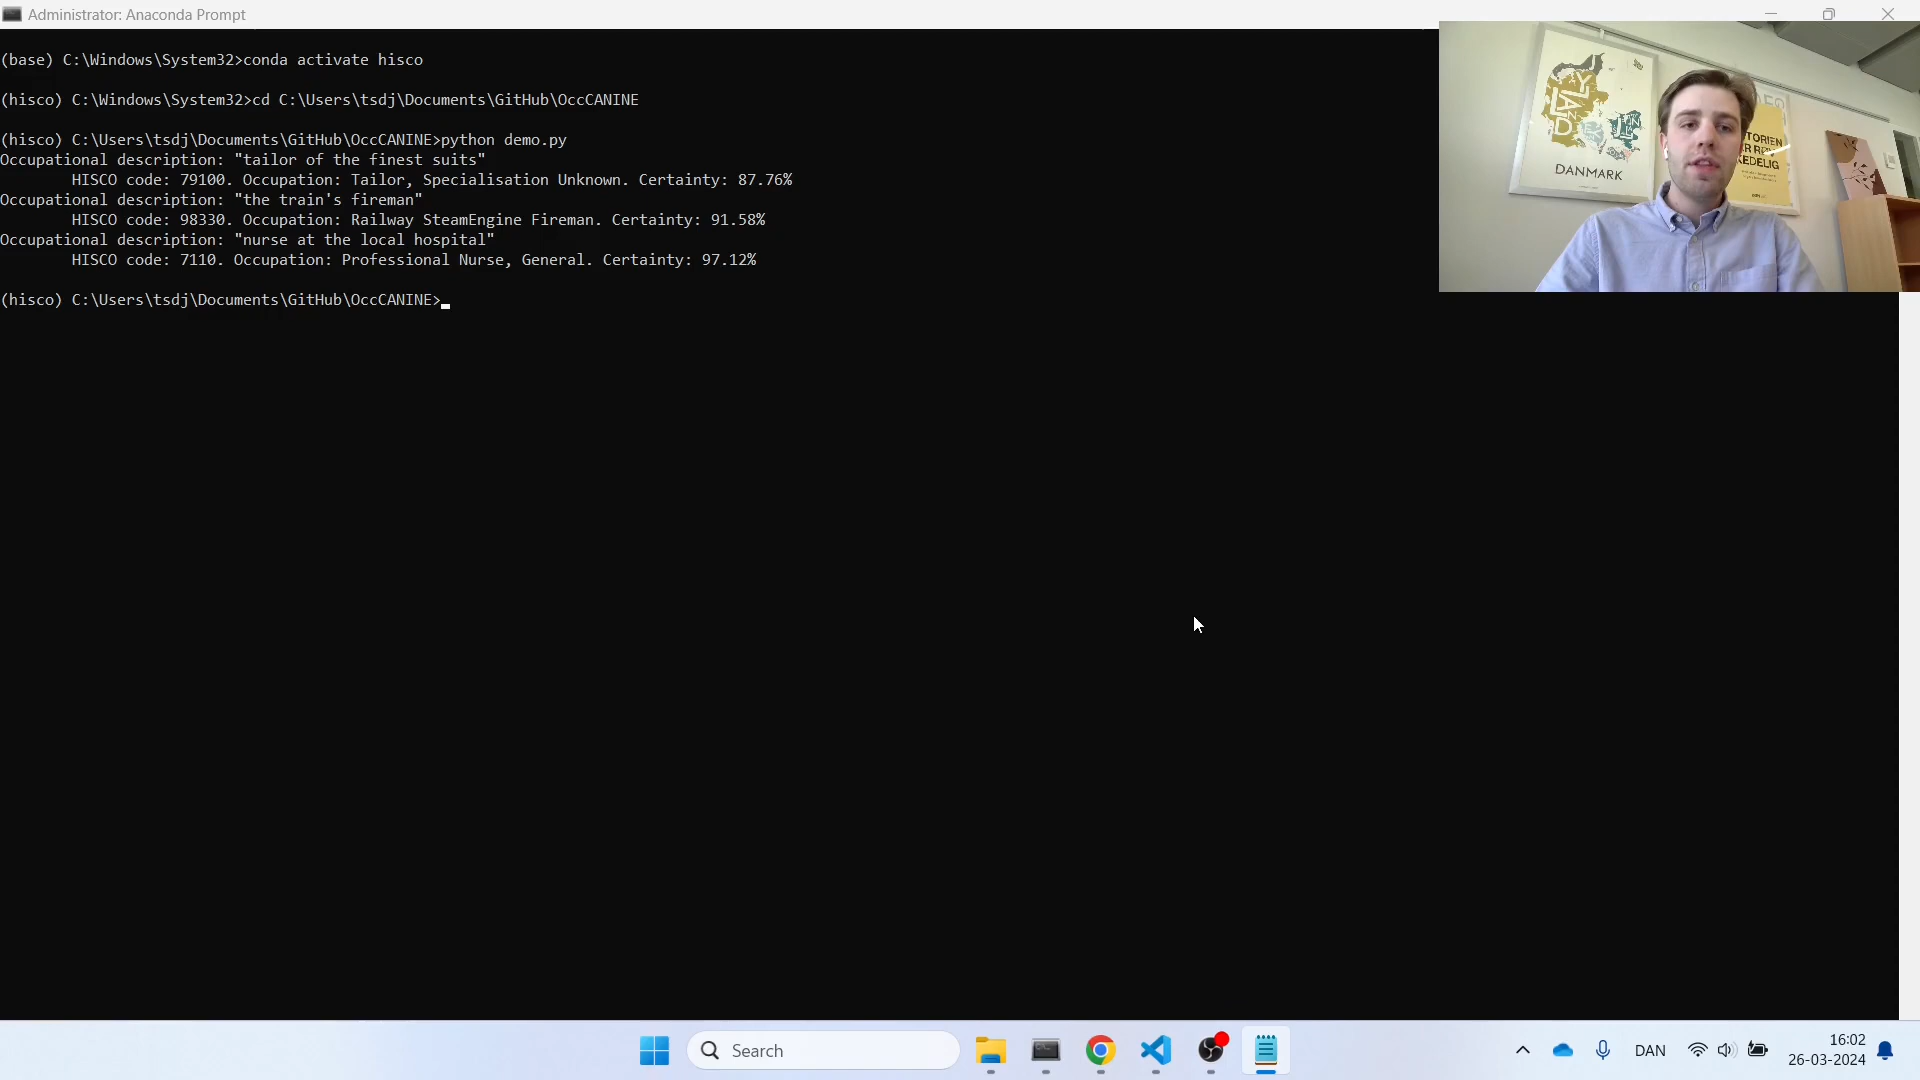 Administrator: Anaconda Prompt
(base) C:\Windows\System32>conda activate hisco
(hisco) C:\Windows\System32>cd C:\Users\tsdj\Documents\GitHub\OccCANINE
(hisco) C:\Users\tsdj\Documents\GitHub\OccCANINE>python demo.py
Occupational description: "tailor of the finest suits"
HISCO code: 79100. Occupation: Tailor, Specialisation Unknown. Certainty: 87.76%
Occupational description: "the train's fireman"
HISCO code: 98330. Occupation: Railway SteamEngine Fireman. Certainty: 91.58%
Occupational description: "nurse at the local hospital"
HISCO code: 7110. Occupation: Professional Nurse, General. Certainty: 97.12%
(hisco) C:\Users\tsdj\Documents\GitHub\OccCANINE>
DANMARK
TORIEN
ER RØV
KEDELIG
Search
DAN
16:02
26-03-2024